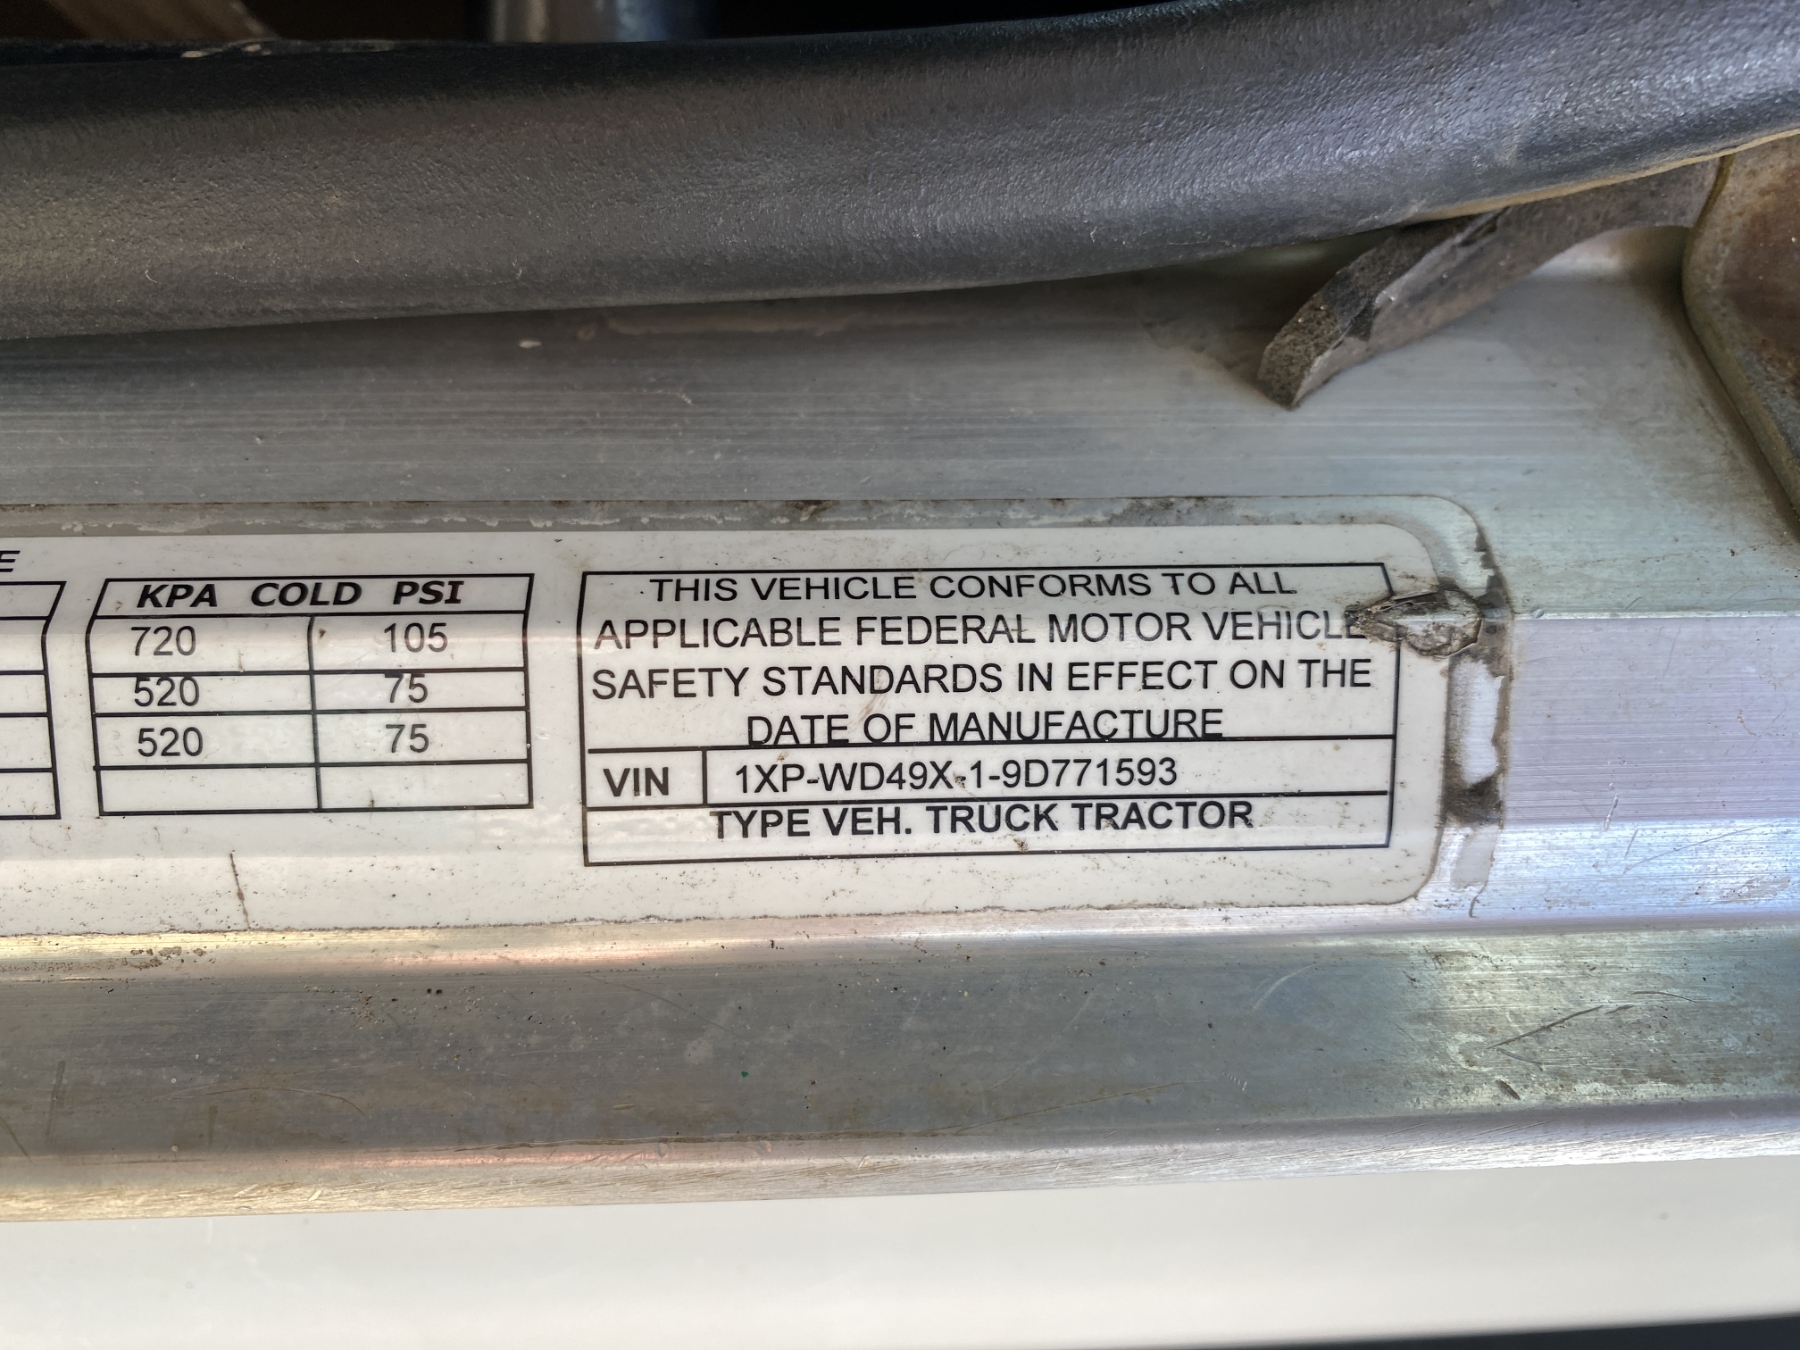 E
KPA COLD PSI
720 105
520 75
520 75
THIS VEHICLE CONFORMS TO ALL
APPLICABLE FEDERAL MOTOR VEHICLE
SAFETY STANDARDS IN EFFECT ON THE
DATE OF MANUFACTURE
VIN 1XP-WD49X-1-9D771593
TYPE VEH. TRUCK TRACTOR